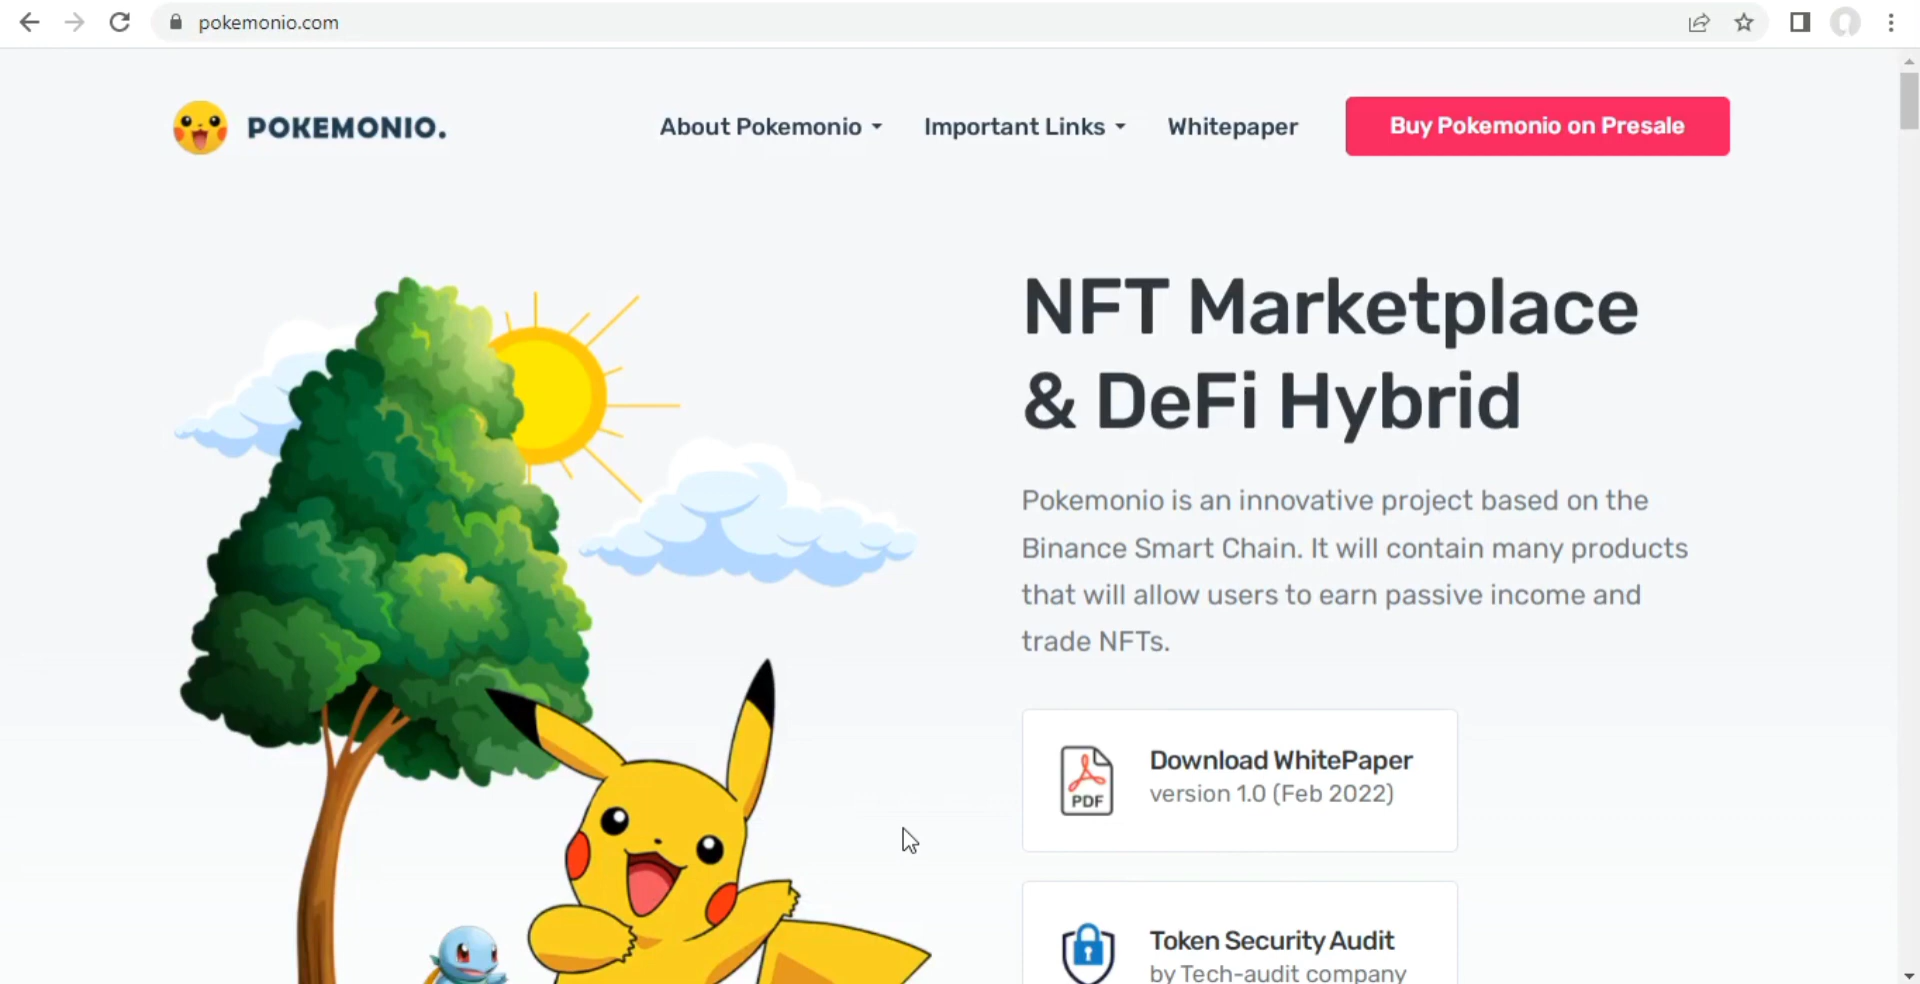 pokemonio.com
POKEMONIO.
About Pokemonio
Important Links
Whitepaper
Buy Pokemonio on Presale
NFT Marketplace
& DeFi Hybrid
Pokemonio is an innovative project based on the
Binance Smart Chain. It will contain many products
that will allow users to earn passive income and
trade NFTs.
PDF
Download WhitePaper
version 1.0 (Feb 2022)
Token Security Audit
by Tech-audit company